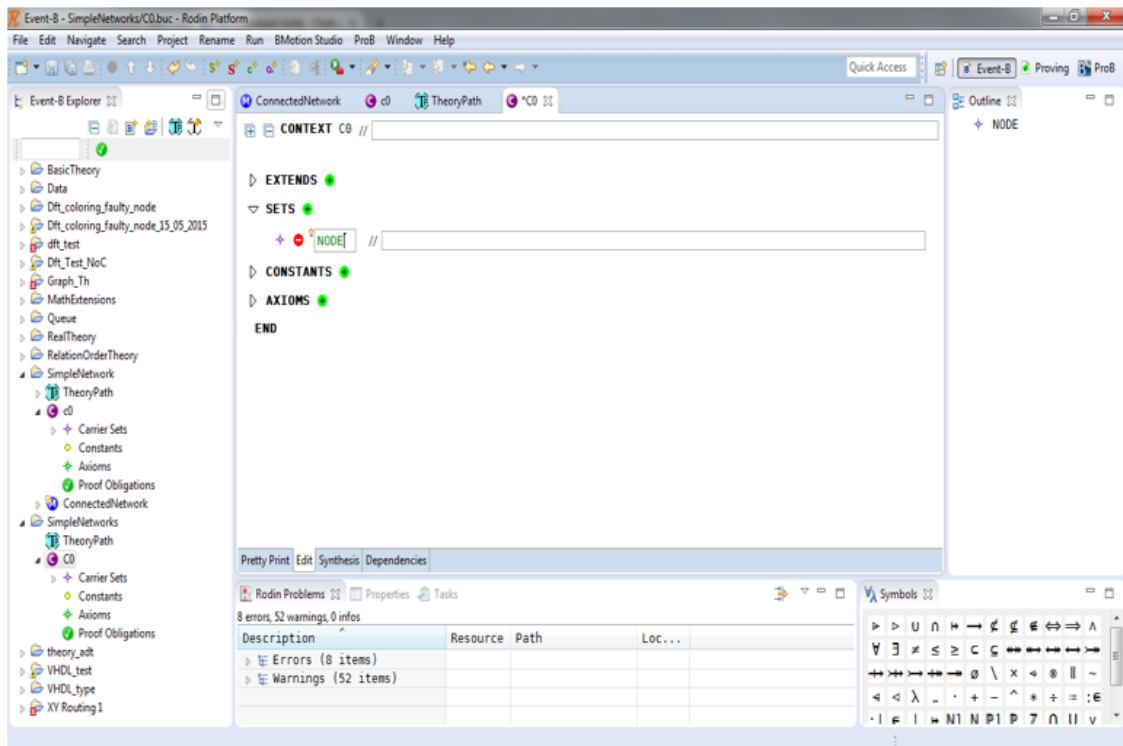 Event-B - SimpleNetworks/C0.buc - Rodin Platform
File Edit Navigate Search Project Rename Run BMotion Studio ProB Window Help
Quick Access Event-B Proving ProB
Event-B Explorer
BasicTheory
Data
Dft_coloring_faulty_node
Dft_coloring_faulty_node_15_05_2015
dft_test
Dft_Test_NoC
Graph_Th
MathExtensions
Queue
RealTheory
RelationOrderTheory
SimpleNetwork
TheoryPath
c0
Carrier Sets
Constants
Axioms
Proof Obligations
ConnectedNetwork
SimpleNetworks
TheoryPath
C0
Carrier Sets
Constants
Axioms
Proof Obligations
theory_adt
VHDL_test
VHDL_type
XY Routing1
ConnectedNetwork c0 TheoryPath *C0
CONTEXT C0 //
EXTENDS
SETS
NODE //
CONSTANTS
AXIOMS
END
Pretty Print Edit Synthesis Dependencies
Outline
NODE
Rodin Problems Properties Tasks
8 errors, 52 warnings, 0 infos
Description Resource Path Loc...
Errors (8 items)
Warnings (52 items)
Symbols